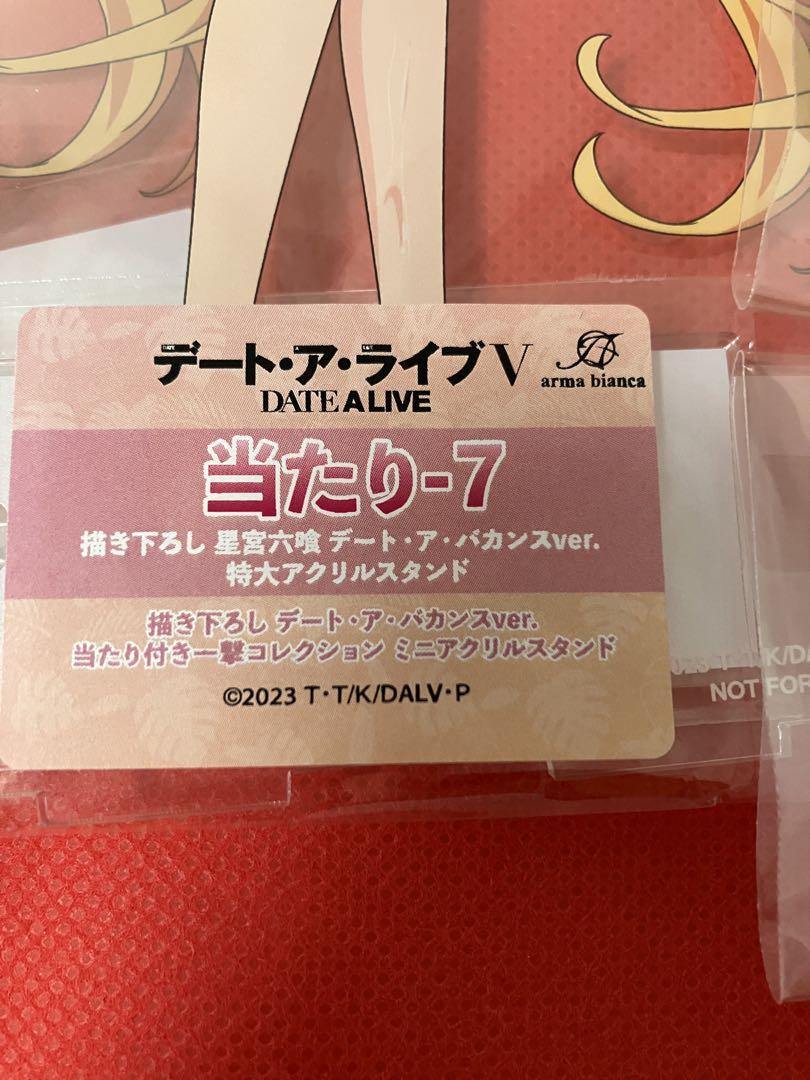 デート・ア・ライブV
DATE A LIVE
arma bianca
当たり-7
描き下ろし 星宮六喰 デート・ア・バカンスver.
特大アクリルスタンド
描き下ろし デート・ア・バカンスver.
当たり付き一撃コレクション ミニアクリルスタンド
©2023 T・T/K/DALV・P
NOT FOR